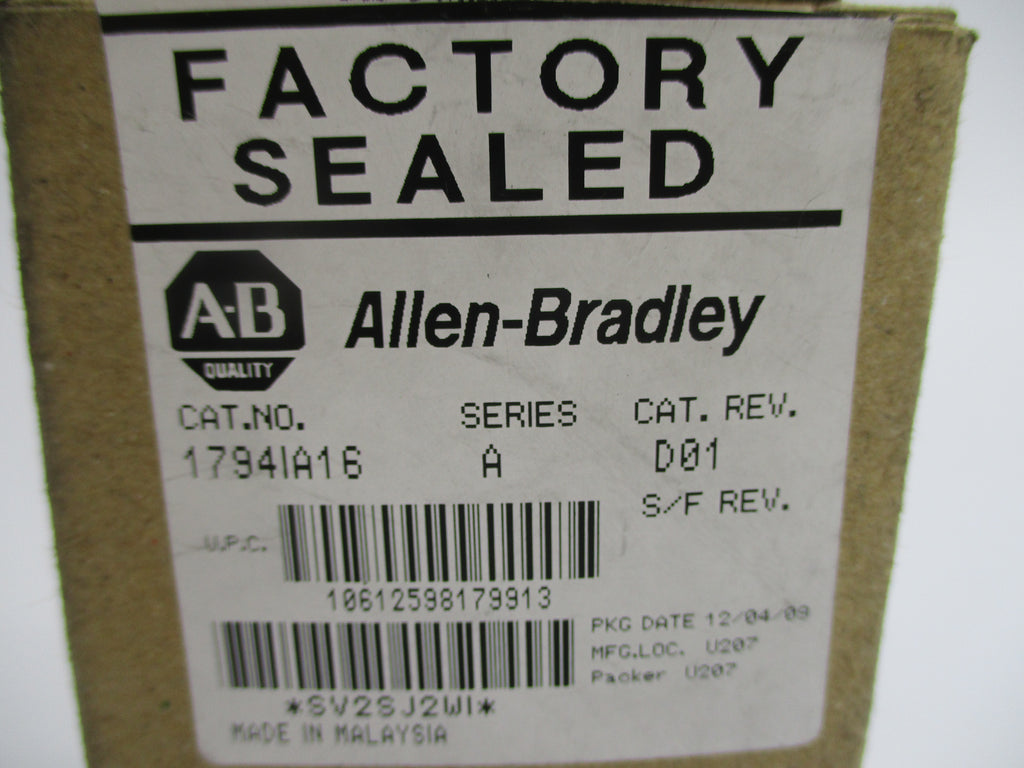 FACTORY
SEALED
A-B
QUALITY
Allen-Bradley
CAT.NO. SERIES CAT. REV.
1794IA16 A D01
S/F REV.
U.P.C.
10612598179913
PKG DATE 12/04/09
MFG.LOC. U207
Packer U207
*SV2SJ2WI*
MADE IN MALAYSIA